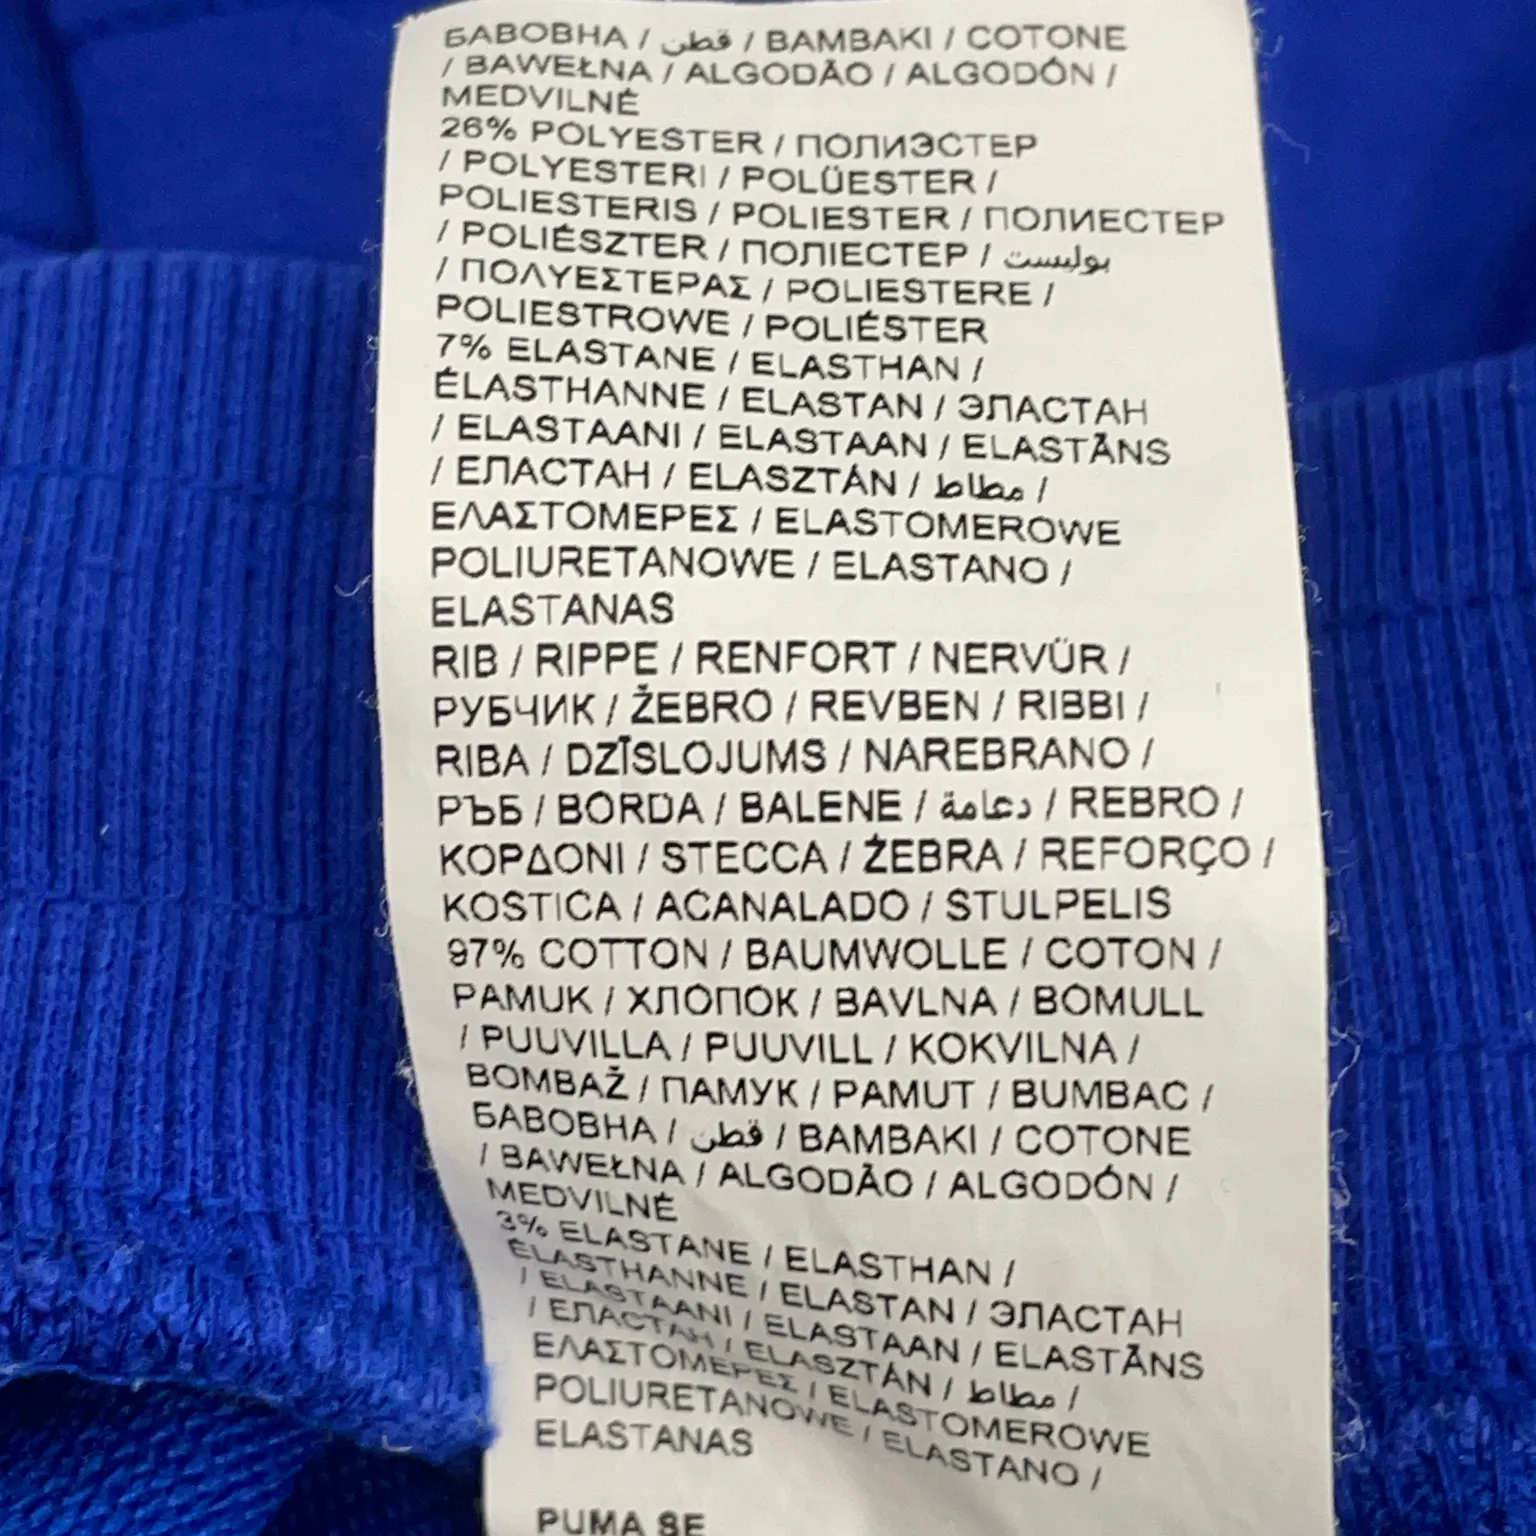 БАВОВНА / قطن / BAMBAKI / COTONE
/ BAWEŁNA / ALGODÃO / ALGODÓN /
MEDVILNĖ
26% POLYESTER / ПОЛИЭСТЕР
/ POLYESTERI / POLÜESTER /
POLIESTERIS / POLIESTER / ПОЛИЕСТЕР
/ POLIÉSZTER / ПОЛІЕСТЕР / بوليستر
/ ΠΟΛΥΕΣΤΕΡΑΣ / POLIESTERE /
POLIESTROWE / POLIÉSTER
7% ELASTANE / ELASTHAN /
ÉLASTHANNE / ELASTAN / ЭЛАСТАН
/ ELASTAANI / ELASTAAN / ELASTĀNS
/ ЕЛАСТАН / ELASZTÁN / مطاط /
ΕΛΑΣΤΟΜΕΡΕΣ / ELASTOMEROWE
POLIURETANOWE / ELASTANO /
ELASTANAS
RIB / RIPPE / RENFORT / NERVÜR /
РУБЧИК / ŽEBRO / REVBEN / RIBBI /
RIBA / DZĪSLOJUMS / NAREBRANO /
РЪБ / BORDA / BALENE / دعامة / REBRO /
ΚΟΡΔΟΝΙ / STECCA / ŻEBRA / REFORÇO /
KOSTICA / ACANALADO / STULPELIS
97% COTTON / BAUMWOLLE / COTON /
PAMUK / ХЛОПОК / BAVLNA / BOMULL
/ PUUVILLA / PUUVILL / KOKVILNA /
BOMBAŽ / ПАМУК / PAMUT / BUMBAC /
БАВОВНА / قطن / BAMBAKI / COTONE
/ BAWEŁNA / ALGODÃO / ALGODÓN /
MEDVILNĖ
3% ELASTANE / ELASTHAN /
ÉLASTHANNE / ELASTAN / ЭЛАСТАН
/ ELASTAANI / ELASTAAN / ELASTĀNS
/ ЕЛАСТАН / ELASZTÁN / مطاط /
ΕΛΑΣΤΟΜΕΡΕΣ / ELASTOMEROWE
POLIURETANOWE / ELASTANO /
ELASTANAS
PUMA SE